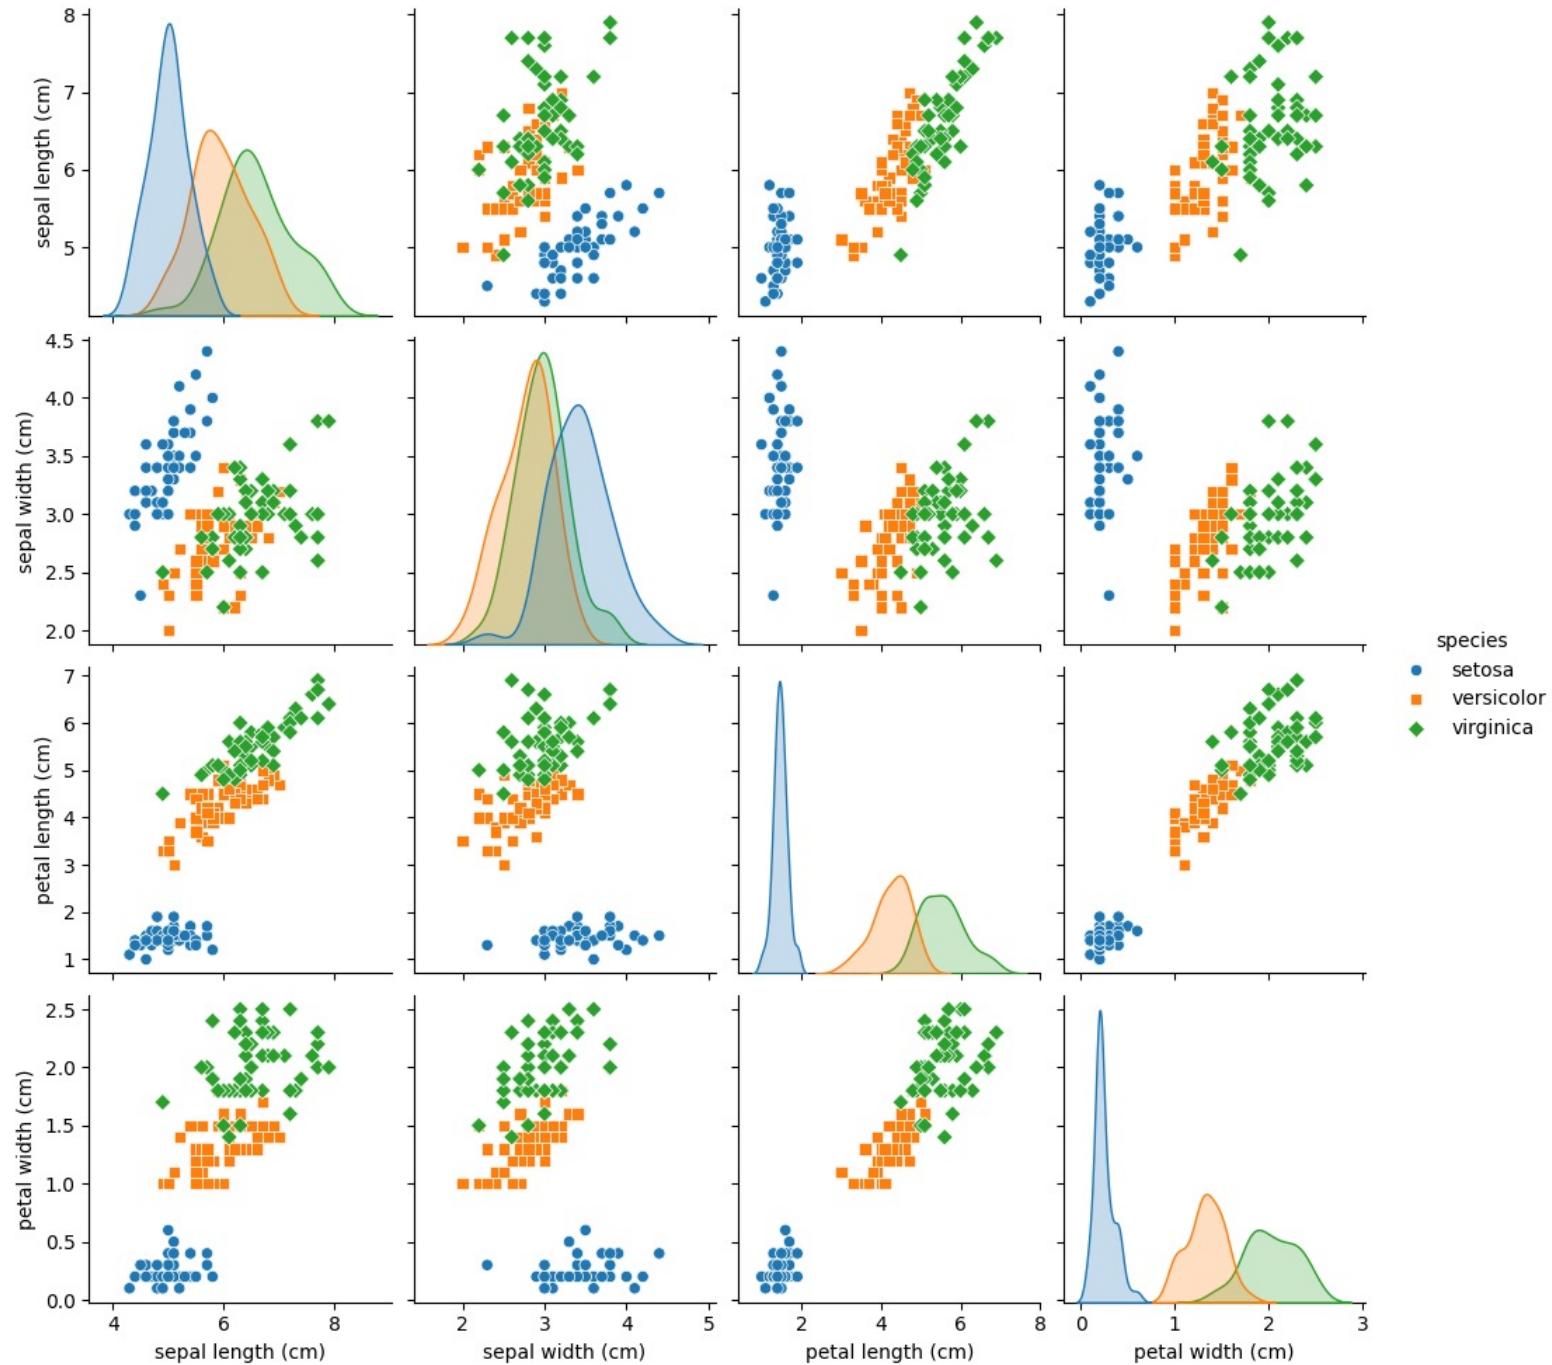 8
7
6
5
sepal length (cm)
4.5
4.0
3.5
3.0
2.5
2.0
sepal width (cm)
species
setosa
versicolor
virginica
7
6
5
4
3
2
1
petal length (cm)
2.5
2.0
1.5
1.0
0.5
0.0
petal width (cm)
4 6 8
2 3 4 5
2 4 6 8
0 1 2 3
sepal length (cm)
sepal width (cm)
petal length (cm)
petal width (cm)